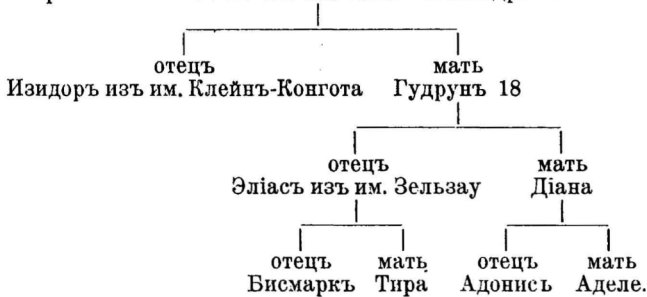 отецъ мать
Изидоръ изъ им. Клейнъ-Конгота Гудрунъ 18
отецъ мать
Эліасъ изъ им. Зельзау Діана
отецъ мать отецъ мать
Бисмаркъ Тира Адонисъ Аделе.